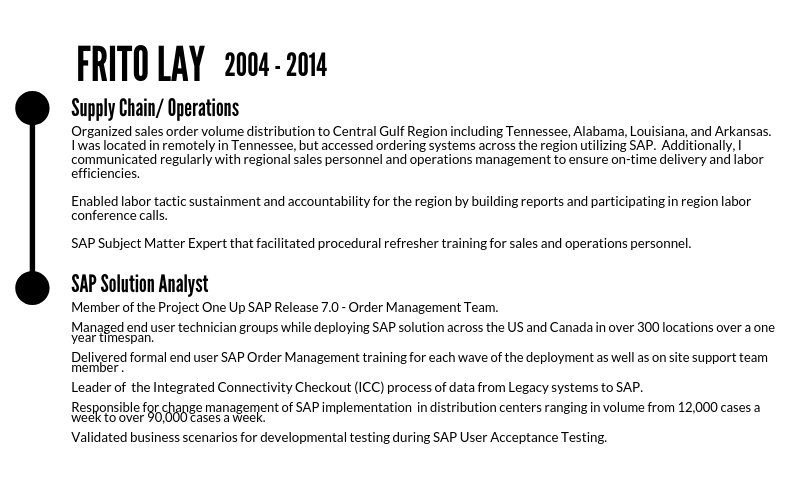 FRITO LAY 2004 - 2014
Supply Chain/ Operations
Organized sales order volume distribution to Central Gulf Region including Tennessee, Alabama, Louisiana, and Arkansas.
I was located in remotely in Tennessee, but accessed ordering systems across the region utilizing SAP. Additionally, I
communicated regularly with regional sales personnel and operations management to ensure on-time delivery and labor
efficiencies.
Enabled labor tactic sustainment and accountability for the region by building reports and participating in region labor
conference calls.
SAP Subject Matter Expert that facilitated procedural refresher training for sales and operations personnel.
SAP Solution Analyst
Member of the Project One Up SAP Release 7.0 - Order Management Team.
Managed end user technician groups while deploying SAP solution across the US and Canada in over 300 locations over a one
year timespan.
Delivered formal end user SAP Order Management training for each wave of the deployment as well as on site support team
member .
Leader of the Integrated Connectivity Checkout (ICC) process of data from Legacy systems to SAP.
Responsible for change management of SAP implementation in distribution centers ranging in volume from 12,000 cases a
week to over 90,000 cases a week.
Validated business scenarios for developmental testing during SAP User Acceptance Testing.